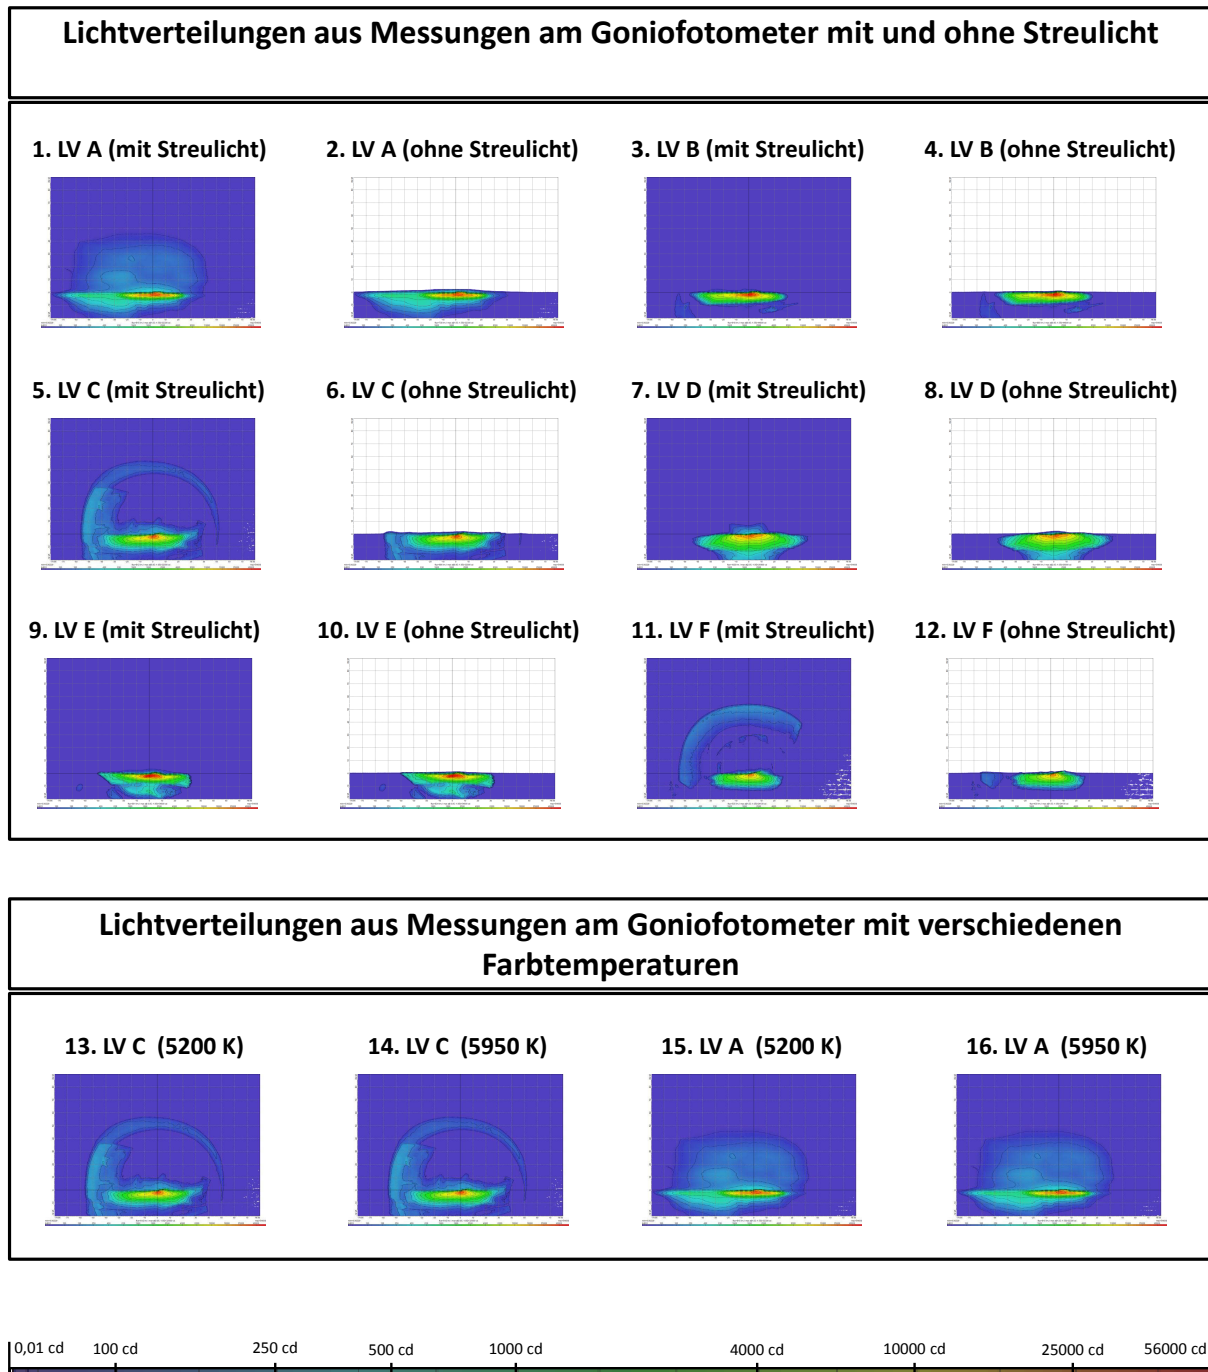 Lichtverteilungen aus Messungen am Goniofotometer mit und ohne Streulicht
1. LV A (mit Streulicht)
2. LV A (ohne Streulicht)
3. LV B (mit Streulicht)
4. LV B (ohne Streulicht)
5. LV C (mit Streulicht)
6. LV C (ohne Streulicht)
7. LV D (mit Streulicht)
8. LV D (ohne Streulicht)
9. LV E (mit Streulicht)
10. LV E (ohne Streulicht)
11. LV F (mit Streulicht)
12. LV F (ohne Streulicht)
Lichtverteilungen aus Messungen am Goniofotometer mit verschiedenen
Farbtemperaturen
13. LV C (5200 K)
14. LV C (5950 K)
15. LV A (5200 K)
16. LV A (5950 K)
0,01 cd 100 cd 250 cd 500 cd 1000 cd 4000 cd 10000 cd 25000 cd 56000 cd